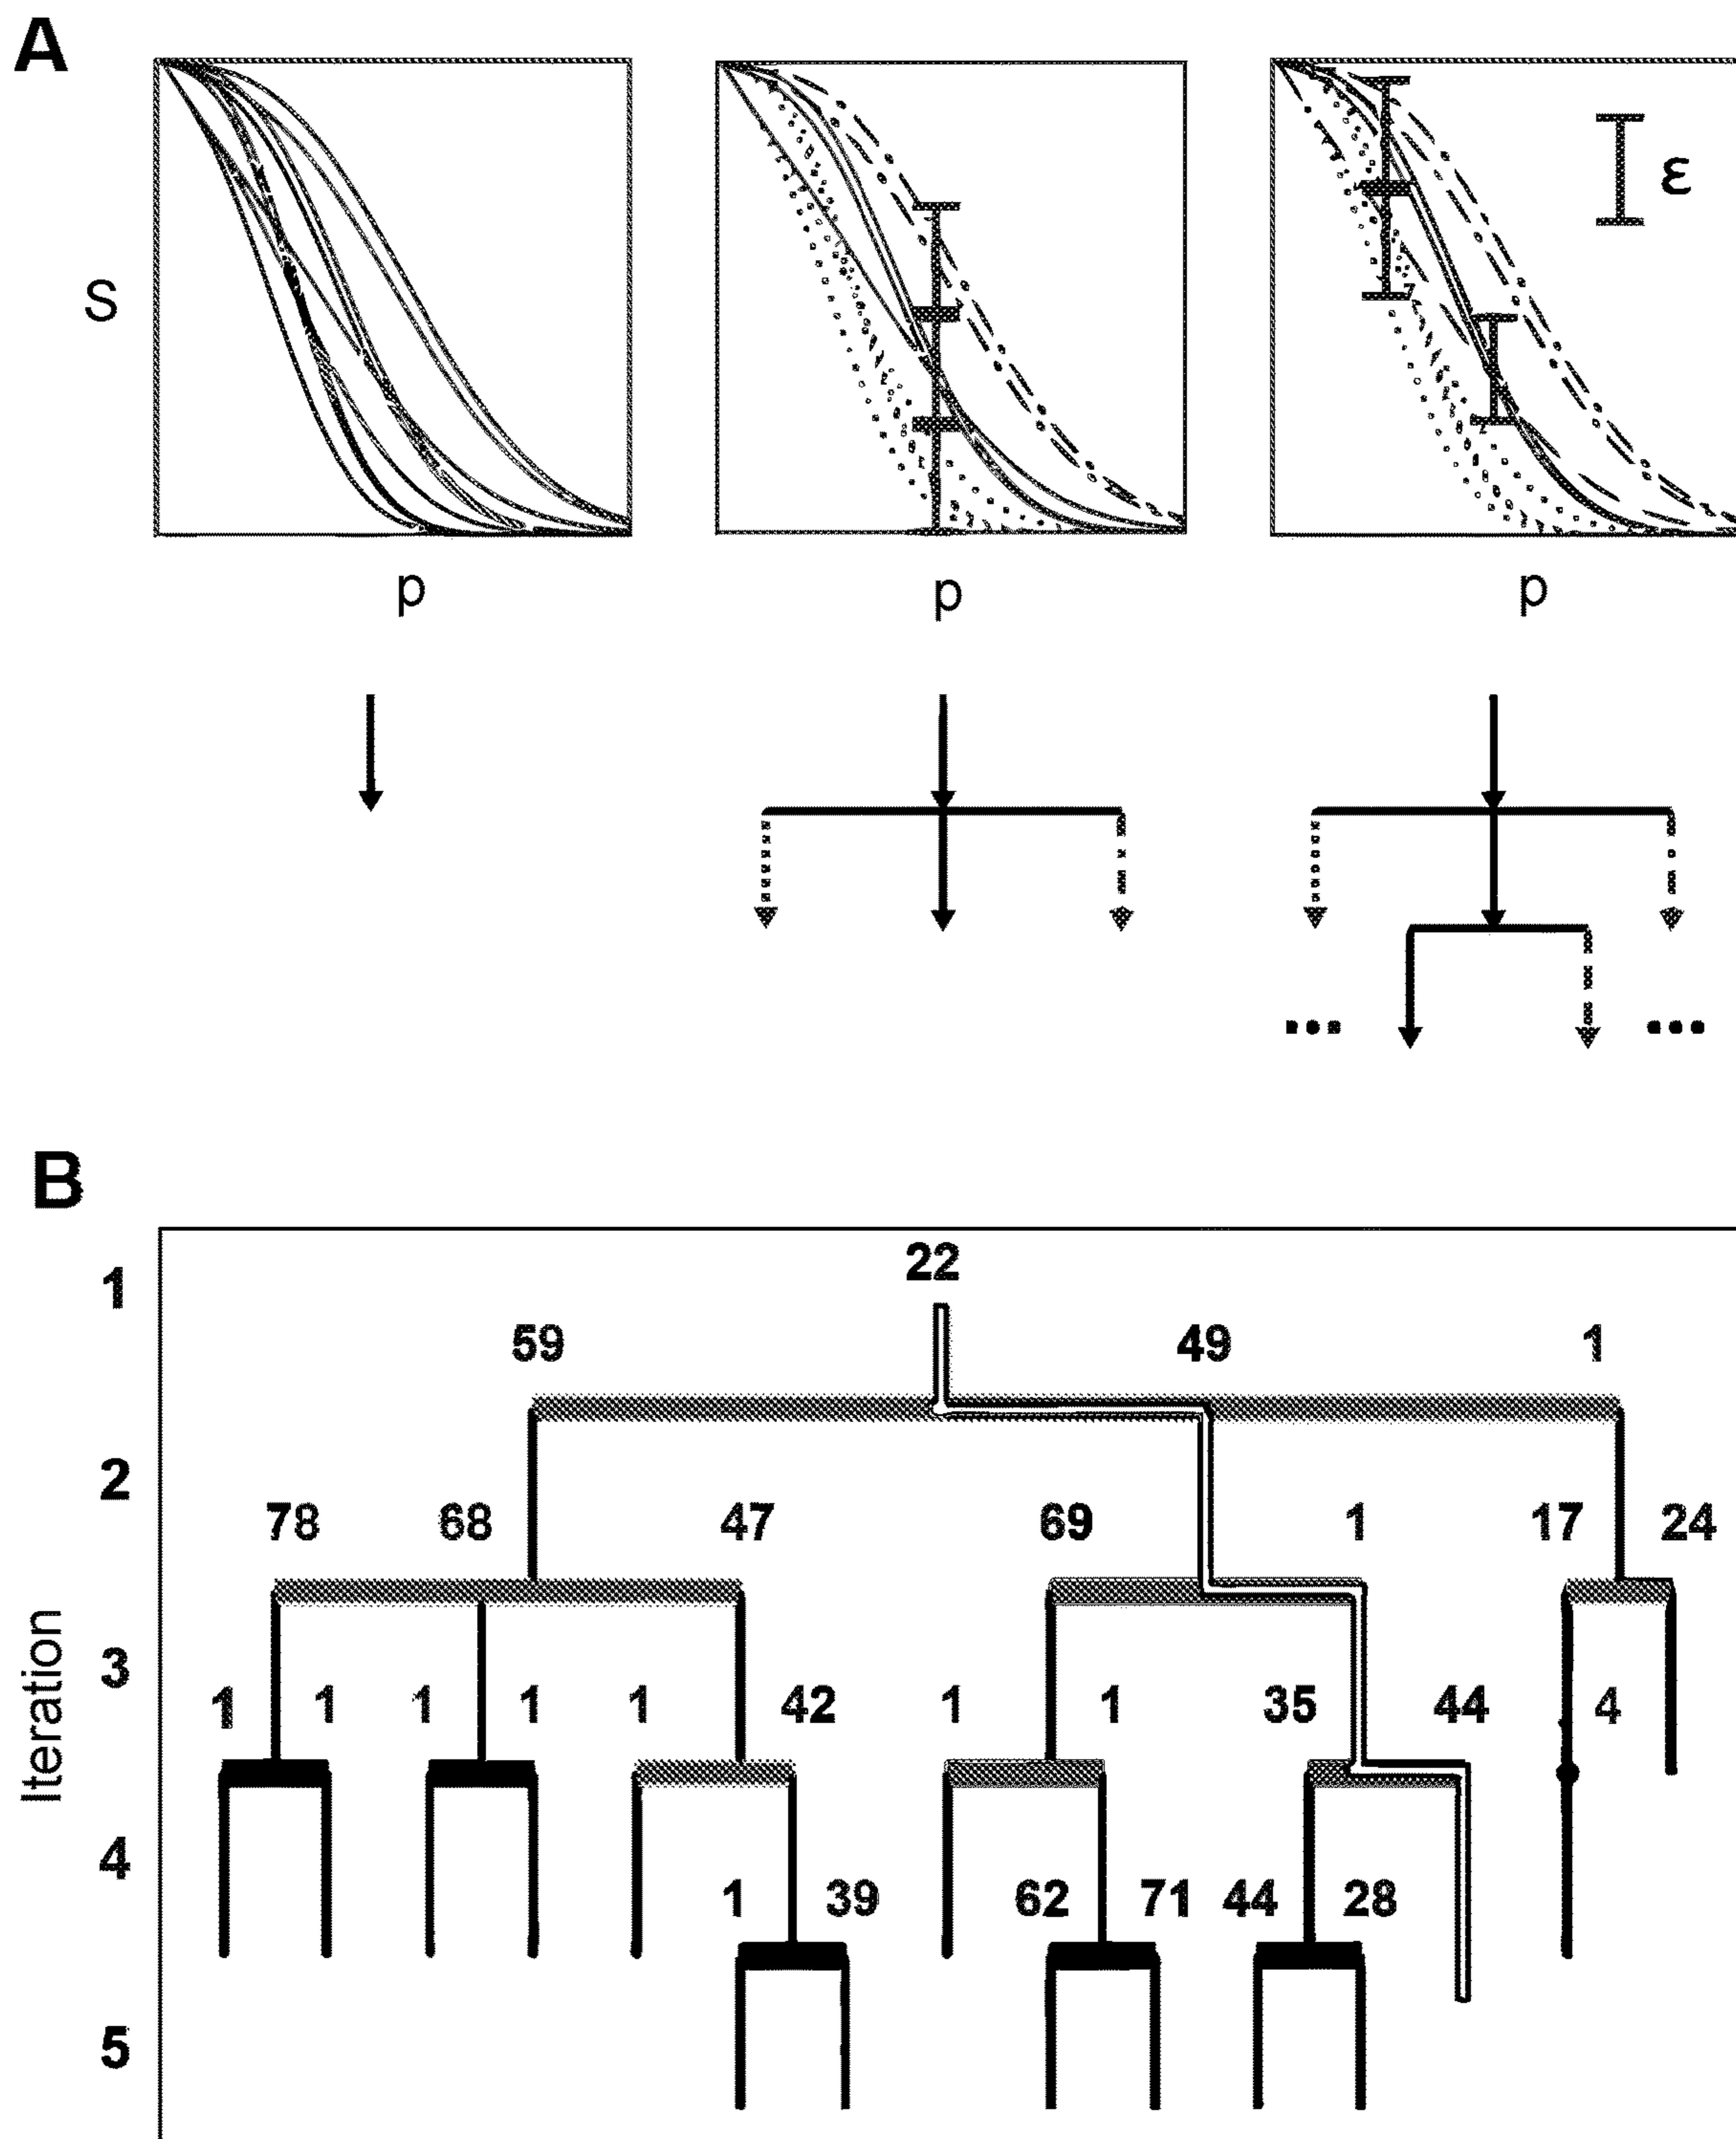 A
S
ε
p p p
... ...
B
1 22
59 49 1
2
78 68 47 69 1 17 24
3
1 1 1 1 1 42 1 1 35 44 4
Iteration
4
1 39 62 71 44 28
5